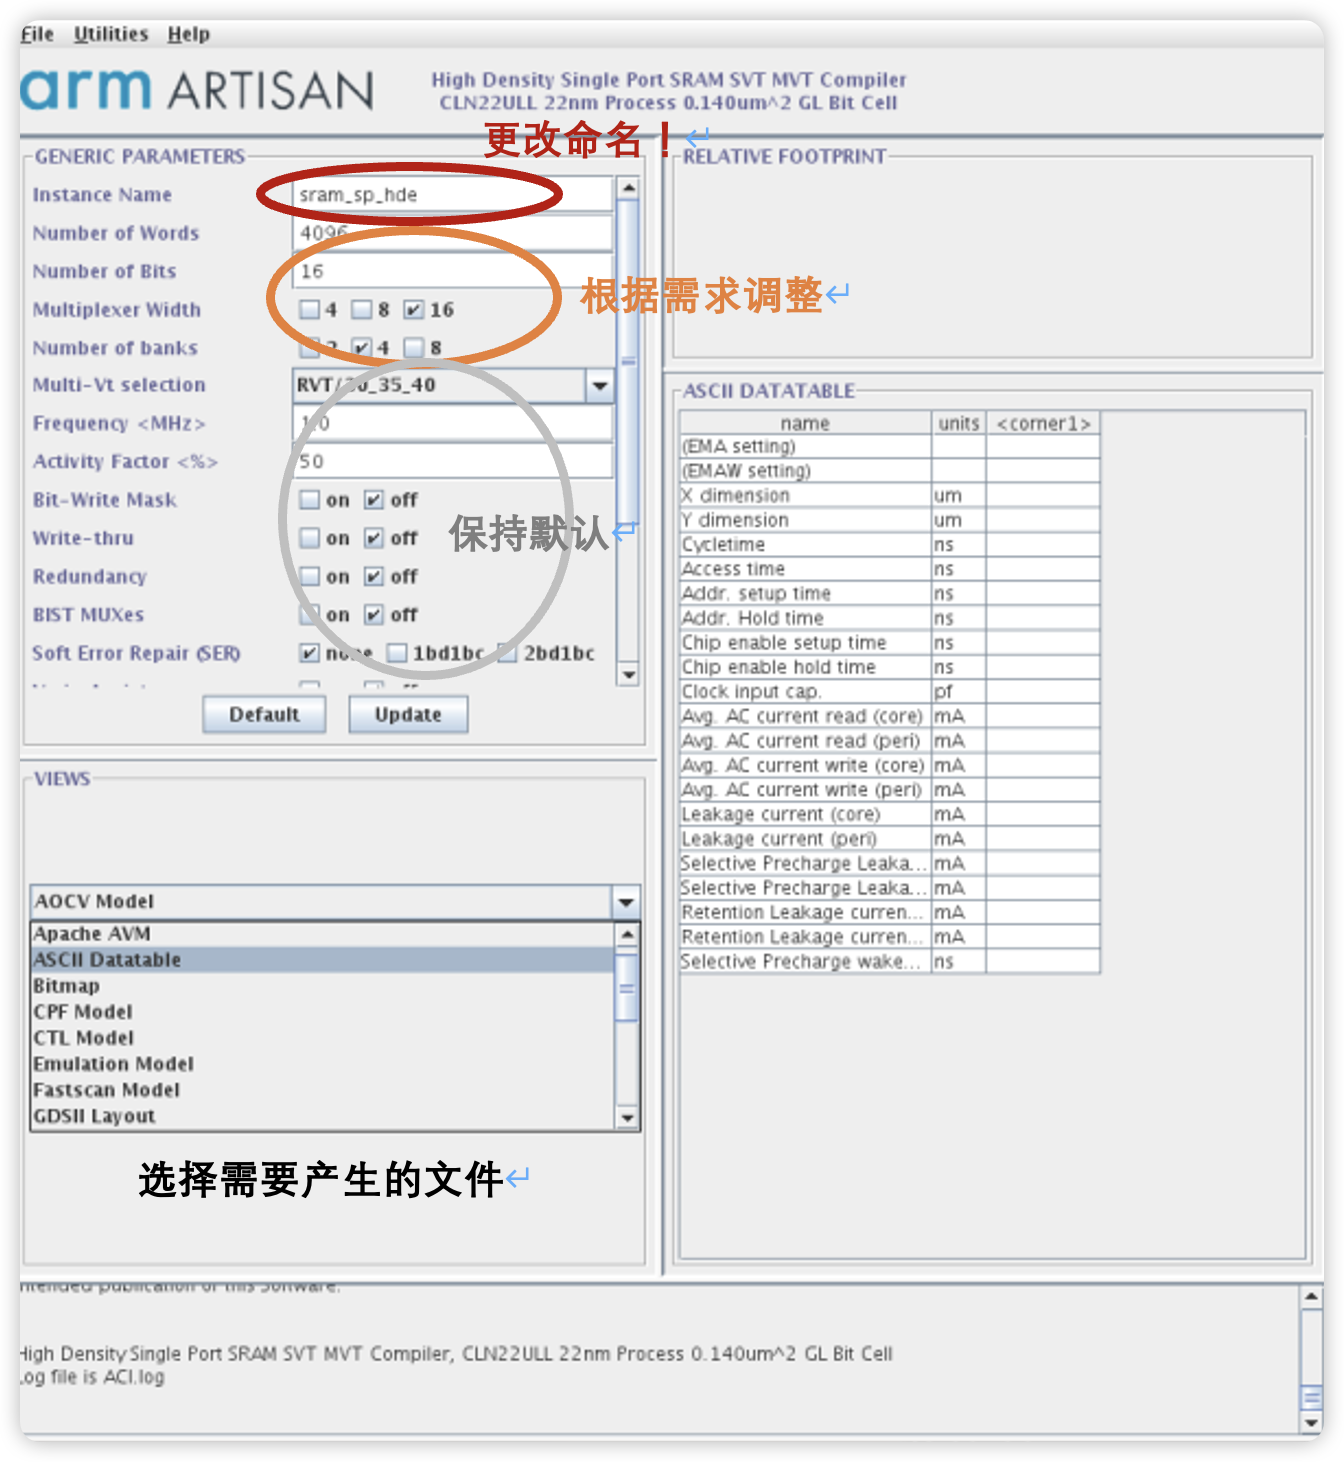 File Utilities Help
arm ARTISAN
High Density Single Port SRAM SVT MVT Compiler
CLN22ULL 22nm Process 0.140um^2 GL Bit Cell
更改命名！
GENERIC PARAMETERS
Instance Name sram_sp_hde
Number of Words 4096
Number of Bits 16
Multiplexer Width 4 8 16
Number of banks 2 4 8
根据需求调整
Multi-Vt selection RVT/30_35_40
Frequency <MHz>
Activity Factor <%> 50
Bit-Write Mask on off
Write-thru on off
保持默认
Redundancy on off
BIST MUXes on off
Soft Error Repair (SER) none 1bd1bc 2bd1bc
Default Update
VIEWS
AOCV Model
Apache AVM
ASCII Datatable
Bitmap
CPF Model
CTL Model
Emulation Model
Fastscan Model
GDSII Layout
选择需要产生的文件
RELATIVE FOOTPRINT
ASCII DATATABLE
name units <corner1>
(EMA setting)
(EMAW setting)
X dimension um
Y dimension um
Cycletime ns
Access time ns
Addr. setup time ns
Addr. Hold time ns
Chip enable setup time ns
Chip enable hold time ns
Clock input cap. pf
Avg. AC current read (core) mA
Avg. AC current read (peri) mA
Avg. AC current write (core) mA
Avg. AC current write (peri) mA
Leakage current (core) mA
Leakage current (peri) mA
Selective Precharge Leaka... mA
Selective Precharge Leaka... mA
Retention Leakage curren... mA
Retention Leakage curren... mA
Selective Precharge wake... ns
intended publication of this Software.
High Density Single Port SRAM SVT MVT Compiler, CLN22ULL 22nm Process 0.140um^2 GL Bit Cell
Log file is ACI.log